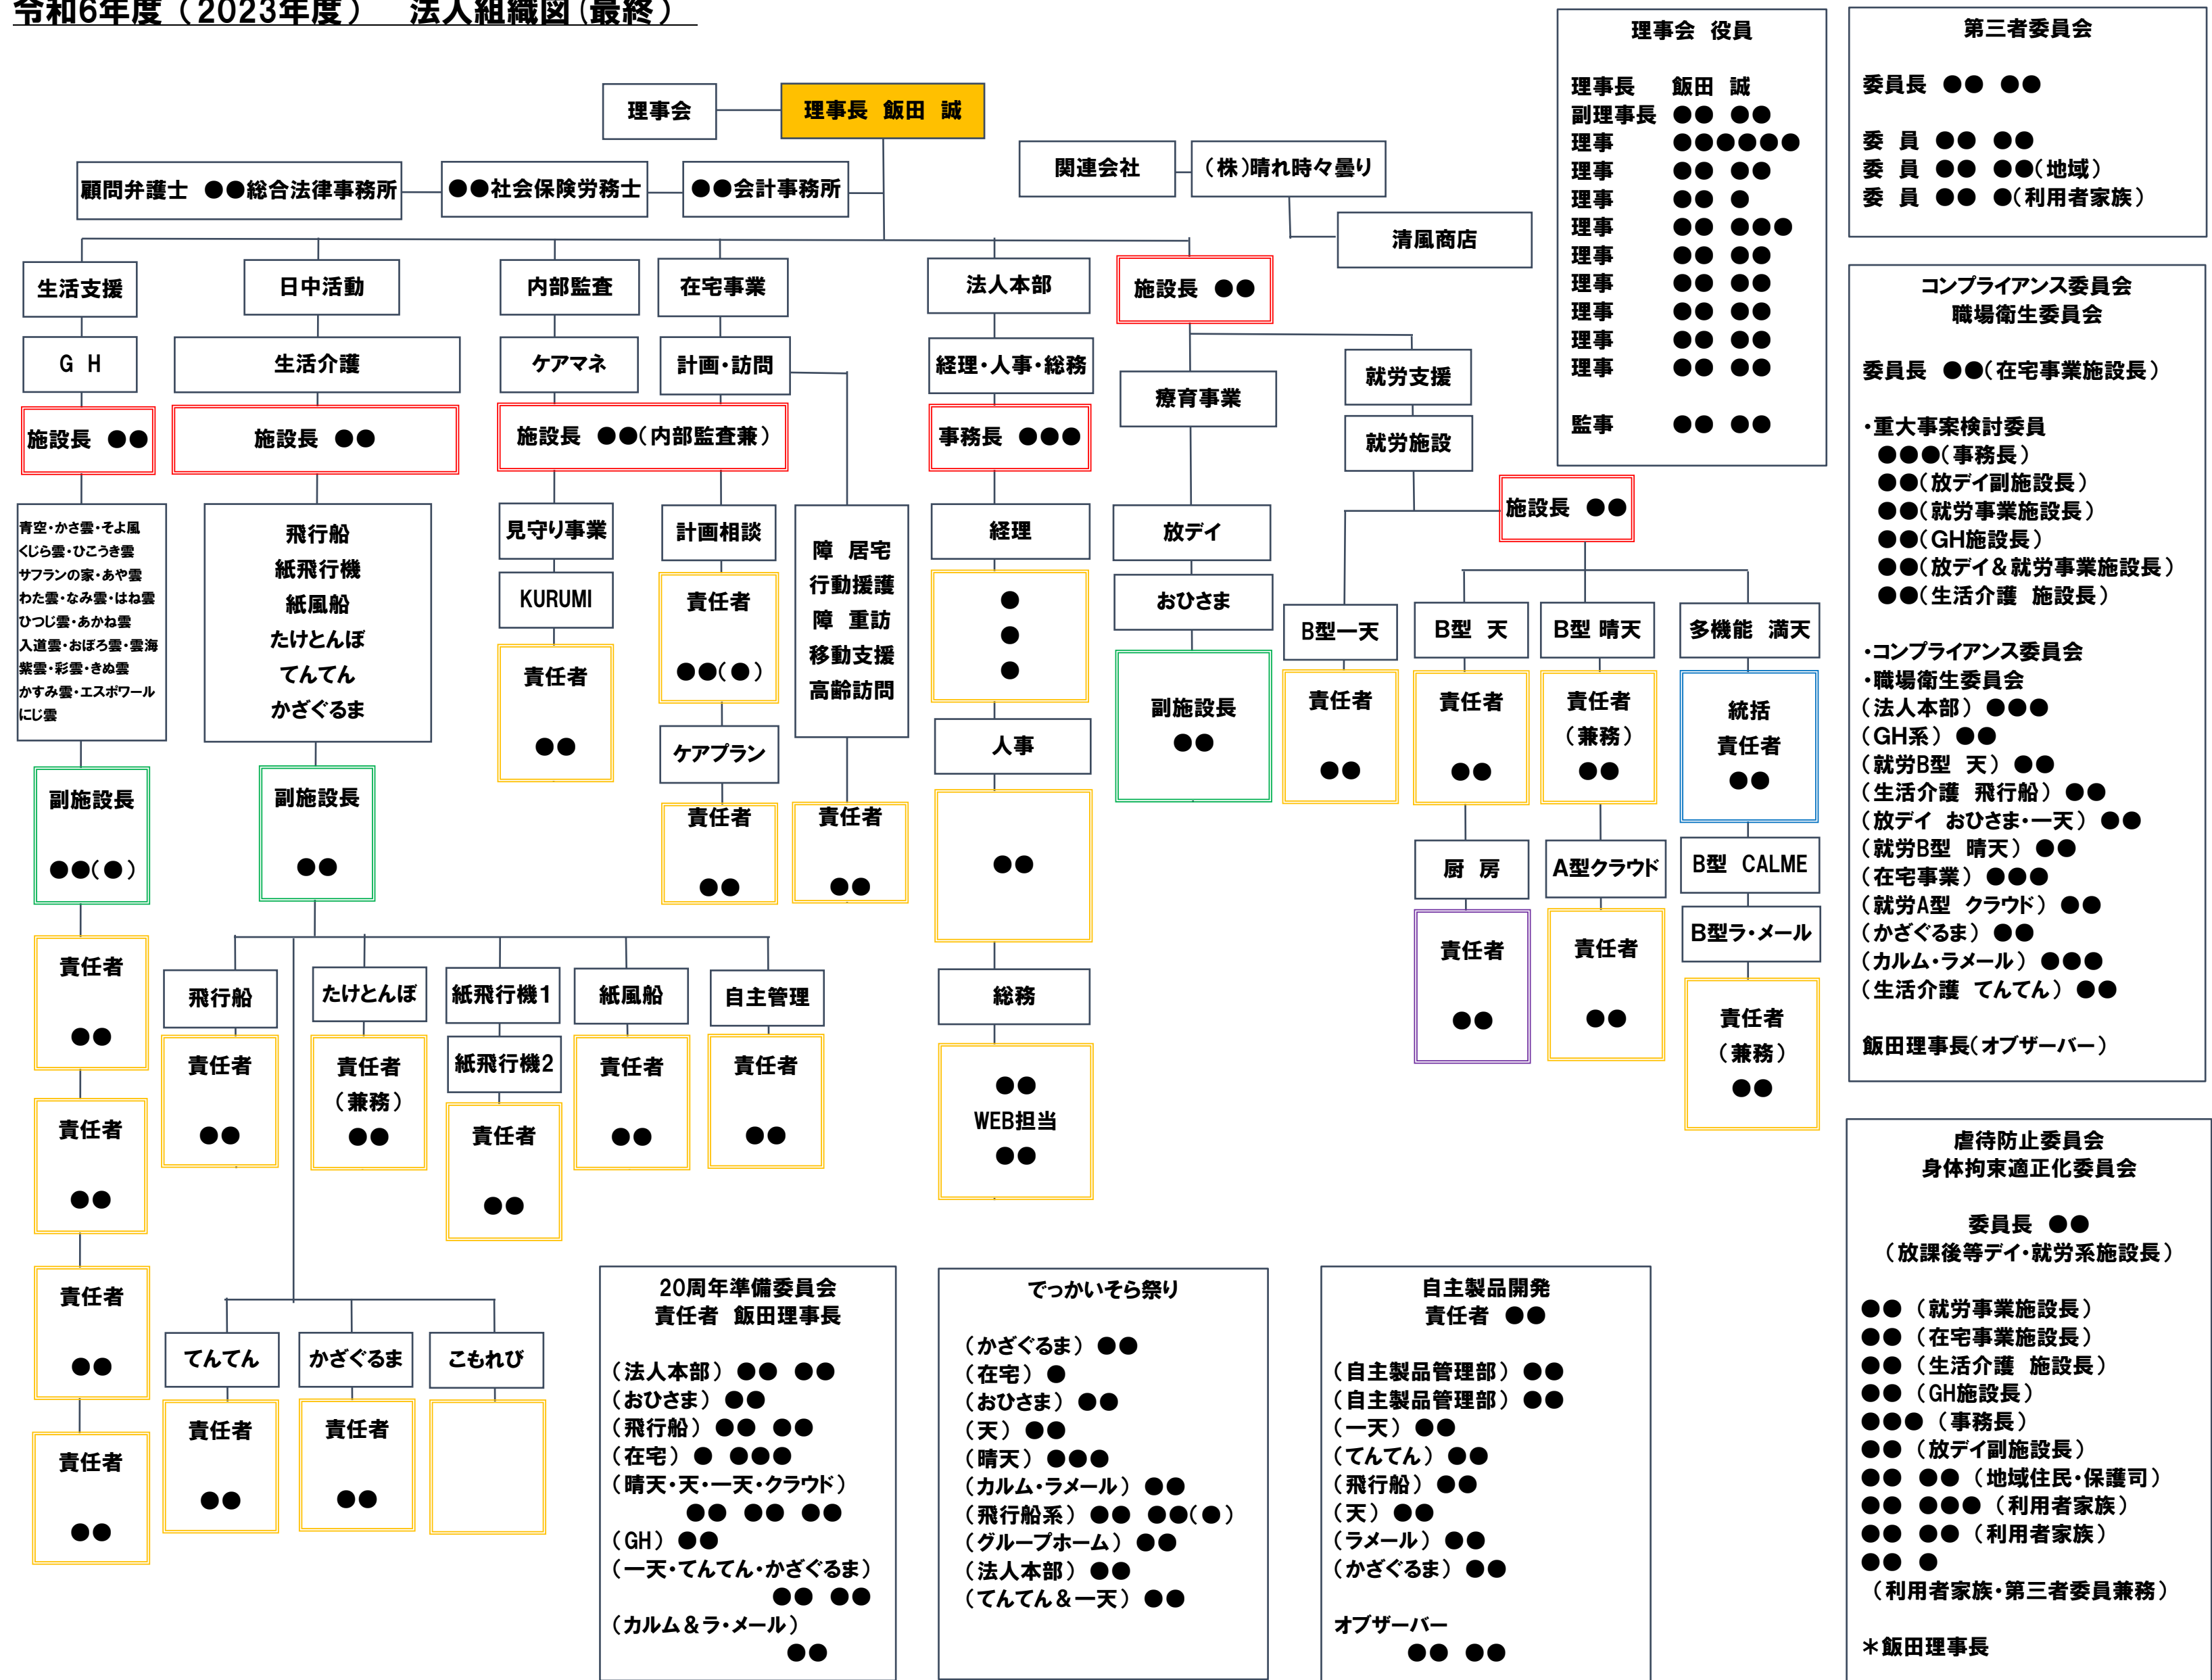 令和6年度（2023年度）　法人組織図(最終）
理事会
理事長 飯田 誠
顧問弁護士 ●●総合法律事務所
●●社会保険労務士
●●会計事務所
関連会社
(株)晴れ時々曇り
清風商店
生活支援
G H
施設長 ●●
青空・かさ雲・そよ風
くじら雲・ひこうき雲
サフランの家・あや雲
わた雲・なみ雲・はね雲
ひつじ雲・あかね雲
入道雲・おぼろ雲・雲海
紫雲・彩雲・きぬ雲
かすみ雲・エスポワール
にじ雲
副施設長
●●(●)
責任者
●●
責任者
●●
責任者
●●
責任者
●●
日中活動
生活介護
施設長 ●●
飛行船
紙飛行機
紙風船
たけとんぼ
てんてん
かざぐるま
副施設長
●●
飛行船
責任者
●●
たけとんぼ
責任者
（兼務）
●●
紙飛行機1
紙飛行機2
責任者
●●
紙風船
責任者
●●
自主管理
責任者
●●
てんてん
責任者
●●
かざぐるま
責任者
●●
こもれび
内部監査
ケアマネ
在宅事業
計画・訪問
施設長 ●●(内部監査兼)
見守り事業
KURUMI
責任者
●●
計画相談
責任者
●●(●)
ケアプラン
責任者
●●
障 居宅
行動援護
障 重訪
移動支援
高齢訪問
責任者
●●
法人本部
経理・人事・総務
事務長 ●●●
経理
●
●
●
人事
●●
総務
●●
WEB担当
●●
施設長 ●●
療育事業
放デイ
おひさま
副施設長
●●
就労支援
就労施設
施設長 ●●
B型一天
責任者
●●
B型 天
責任者
●●
厨 房
責任者
●●
B型 晴天
責任者
（兼務）
●●
A型クラウド
責任者
●●
多機能 満天
統括
責任者
●●
B型 CALME
B型ラ・メール
責任者
（兼務）
●●
理事会 役員
理事長 飯田 誠
副理事長 ●● ●●
理事 ●●●●●●
理事 ●● ●●
理事 ●● ●
理事 ●● ●●●
理事 ●● ●●
理事 ●● ●●
理事 ●● ●●
理事 ●● ●●
理事 ●● ●●
監事 ●● ●●
第三者委員会
委員長 ●● ●●
委 員 ●● ●●
委 員 ●● ●●(地域)
委 員 ●● ●(利用者家族)
コンプライアンス委員会
職場衛生委員会
委員長 ●●(在宅事業施設長)
・重大事案検討委員
●●●(事務長)
●●(放デイ副施設長)
●●(就労事業施設長)
●●(GH施設長)
●●(放デイ&就労事業施設長)
●●(生活介護 施設長)
・コンプライアンス委員会
・職場衛生委員会
(法人本部) ●●●
(GH系) ●●
(就労B型 天) ●●
(生活介護 飛行船) ●●
(放デイ おひさま・一天) ●●
(就労B型 晴天) ●●
(在宅事業) ●●●
(就労A型 クラウド) ●●
(かざぐるま) ●●
(カルム・ラメール) ●●●
(生活介護 てんてん) ●●
飯田理事長(オブザーバー)
虐待防止委員会
身体拘束適正化委員会
委員長 ●●
(放課後等デイ・就労系施設長)
●● (就労事業施設長)
●● (在宅事業施設長)
●● (生活介護 施設長)
●● (GH施設長)
●●● (事務長)
●● (放デイ副施設長)
●● ●● (地域住民・保護司)
●● ●●● (利用者家族)
●● ●● (利用者家族)
●● ●
(利用者家族・第三者委員兼務)
＊飯田理事長
20周年準備委員会
責任者 飯田理事長
(法人本部) ●● ●●
(おひさま) ●●
(飛行船) ●● ●●
(在宅) ● ●●●
(晴天・天・一天・クラウド)
●● ●● ●●
(GH) ●●
(一天・てんてん・かざぐるま)
●● ●●
(カルム&ラ・メール)
●●
でっかいそら祭り
(かざぐるま) ●●
(在宅) ●
(おひさま) ●●
(天) ●●
(晴天) ●●●
(カルム・ラメール) ●●
(飛行船系) ●● ●●(●)
(グループホーム) ●●
(法人本部) ●●
(てんてん&一天) ●●
自主製品開発
責任者 ●●
(自主製品管理部) ●●
(自主製品管理部) ●●
(一天) ●●
(てんてん) ●●
(飛行船) ●●
(天) ●●
(ラメール) ●●
(かざぐるま) ●●
オブザーバー
●● ●●